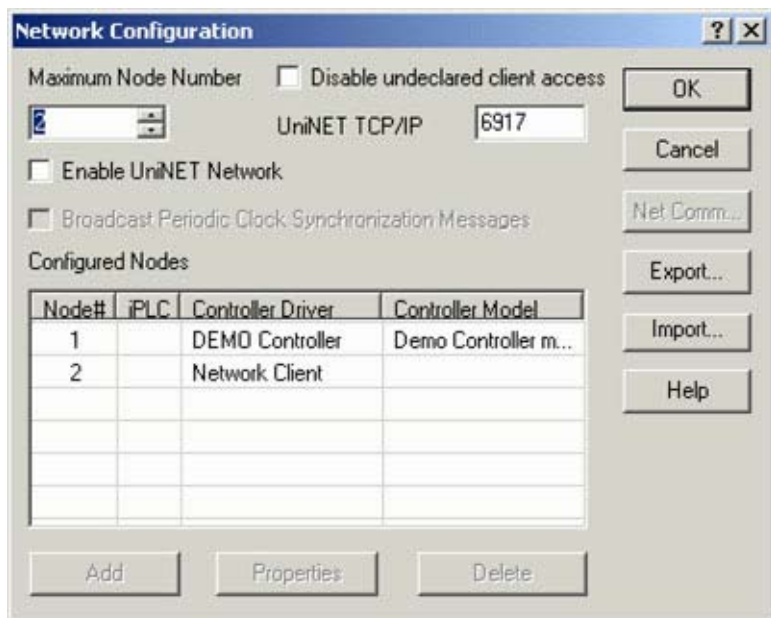 Network Configuration
Maximum Node Number
Disable undeclared client access
OK
2
UniNET TCP/IP
6917
Cancel
Enable UniNET Network
Broadcast Periodic Clock Synchronization Messages
Net Comm...
Configured Nodes
Export...
Node# iPLC Controller Driver Controller Model
1 DEMO Controller Demo Controller m...
Import...
2 Network Client
Help
Add
Properties
Delete